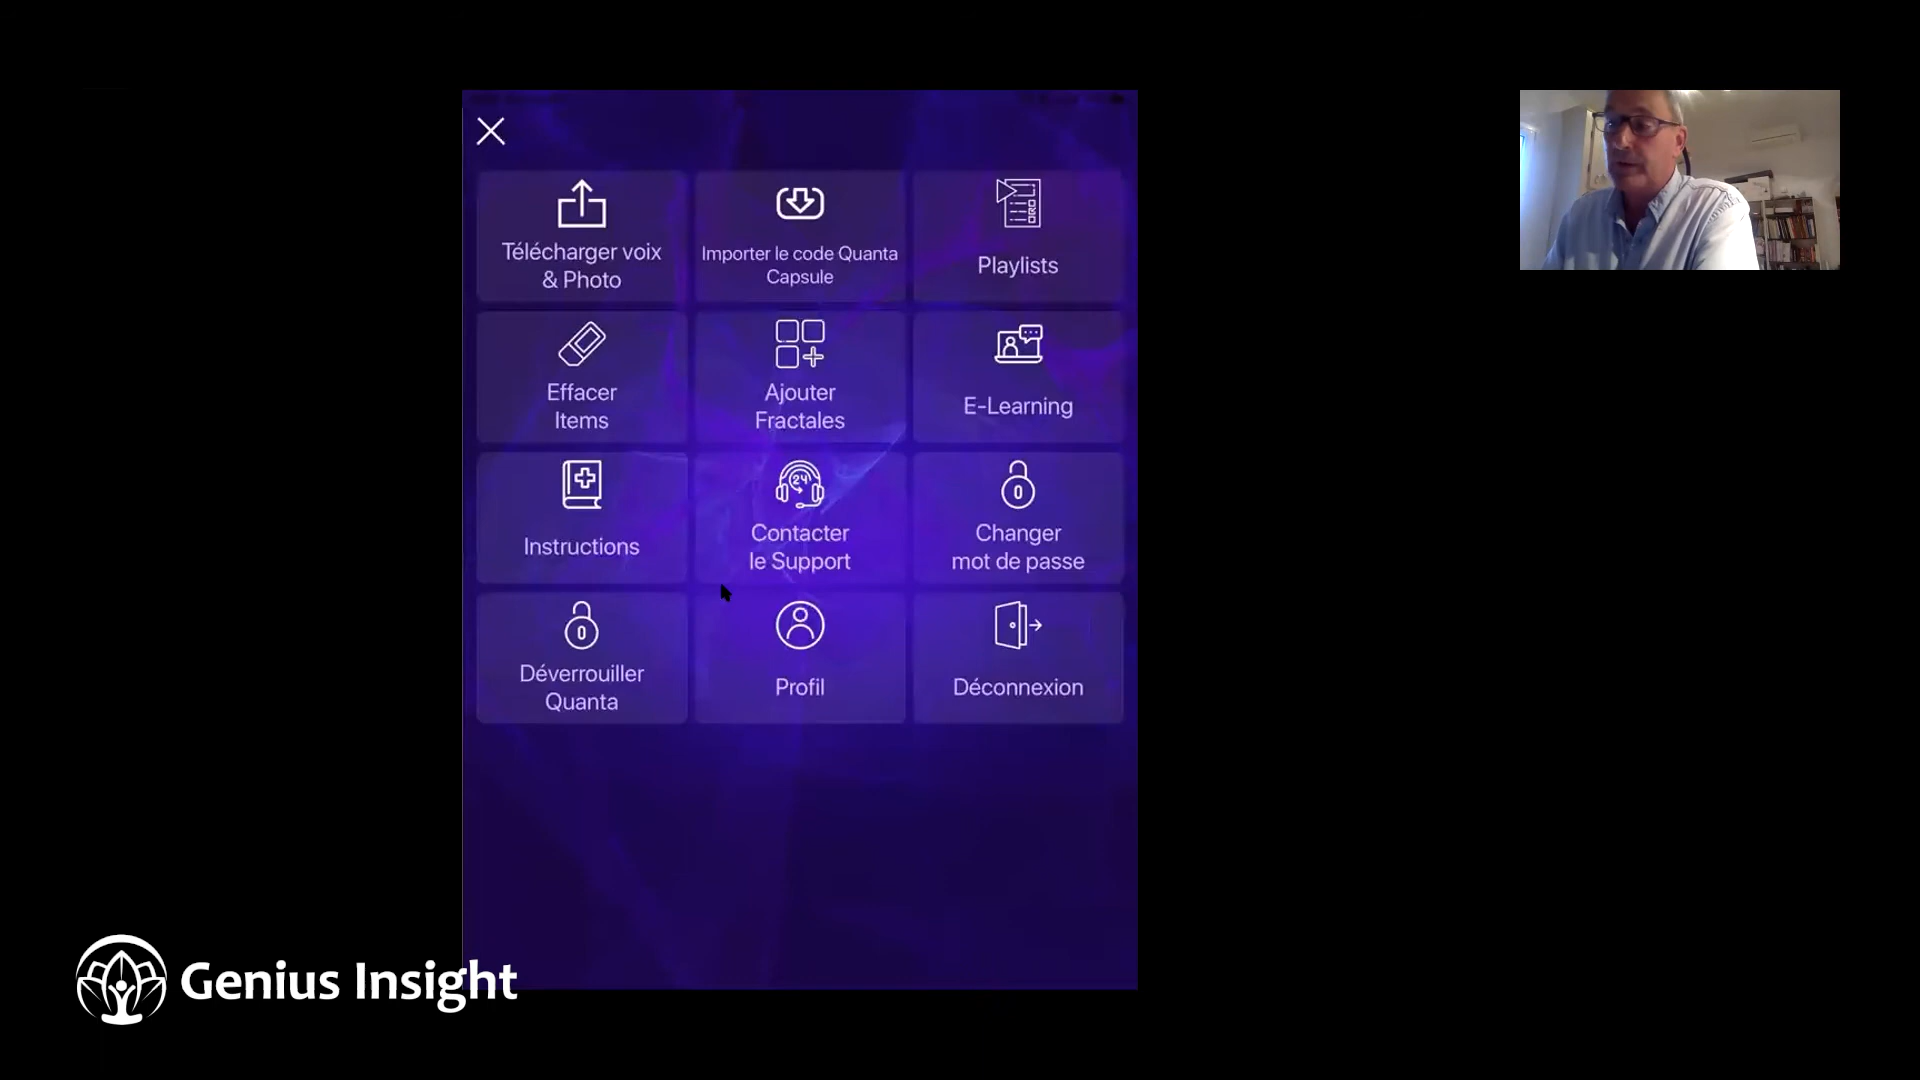 Télécharger voix
& Photo
Importer le code Quanta
Capsule
Playlists
Effacer
Items
Ajouter
Fractales
E-Learning
24
Instructions
Contacter
le Support
Changer
mot de passe
Déverrouiller
Quanta
Profil
Déconnexion
Genius Insight